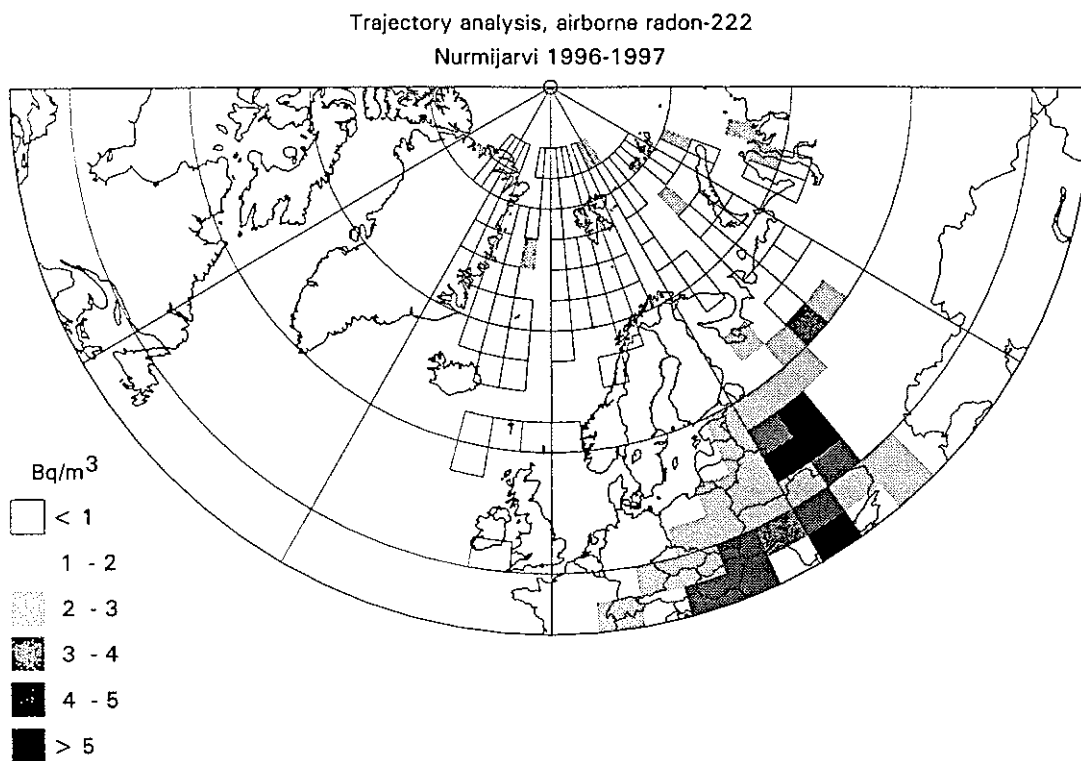 Trajectory analysis, airborne radon-222
Nurmijarvi 1996-1997
Bq/m³
< 1
1 - 2
2 - 3
3 - 4
4 - 5
> 5